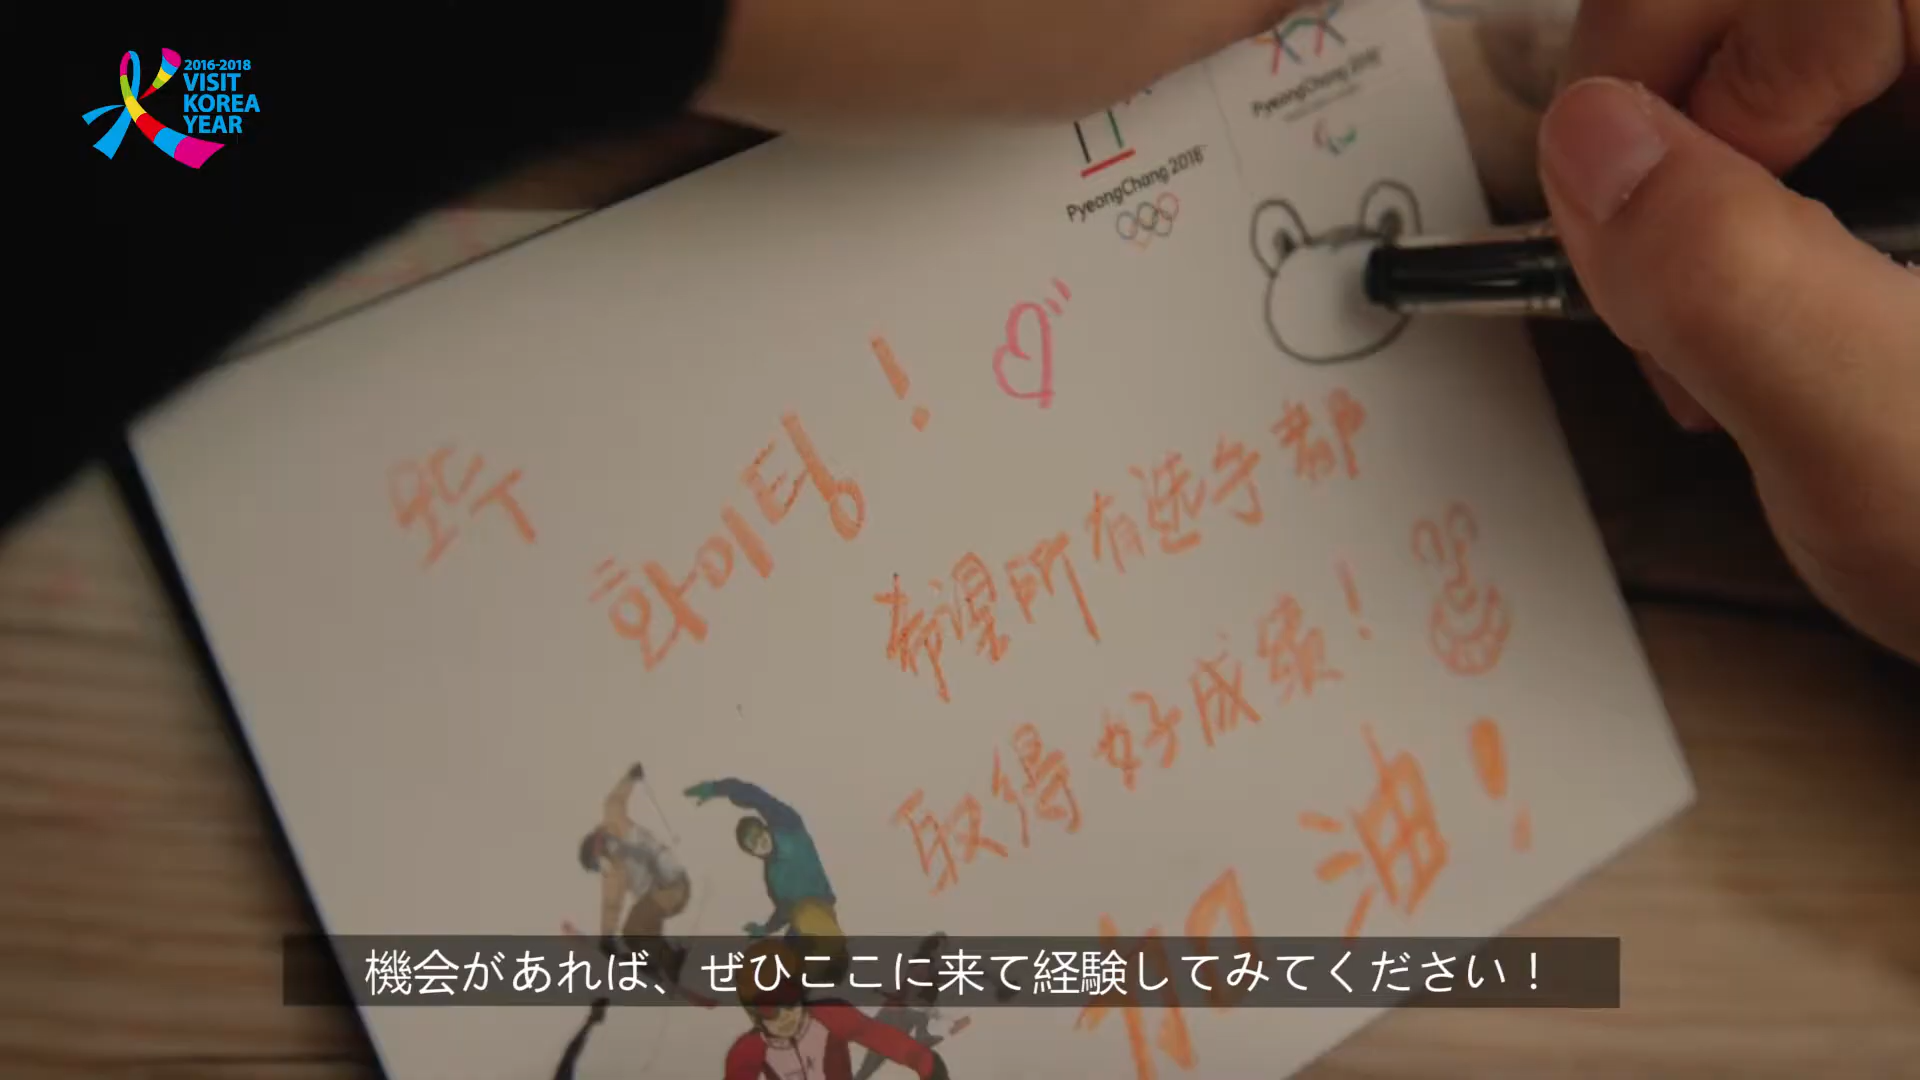 2016-2018
VISIT
KOREA
YEAR
PyeongChang 2018
PyeongChang 2018
화이팅!
希望所有选手都
取得好成绩!
加油!
機会があれば、ぜひここに来て経験してみてください!